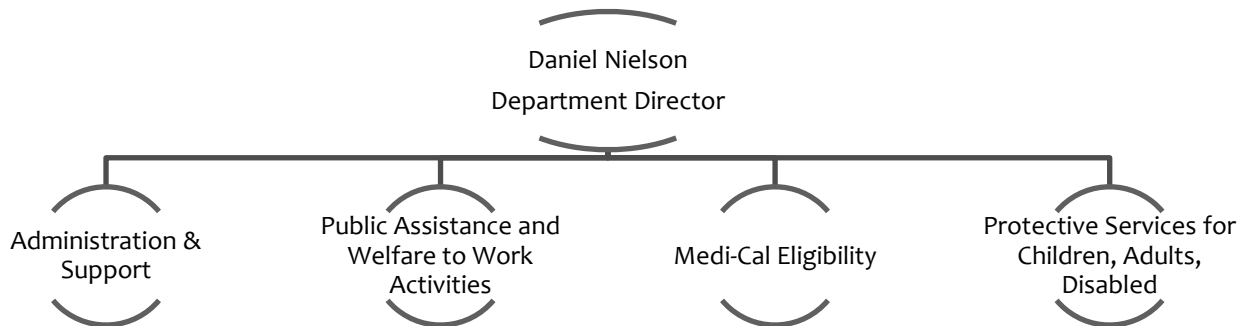 Daniel Nielson
Department Director
Administration &
Support
Public Assistance and
Welfare to Work
Activities
Medi-Cal Eligibility
Protective Services for
Children, Adults,
Disabled